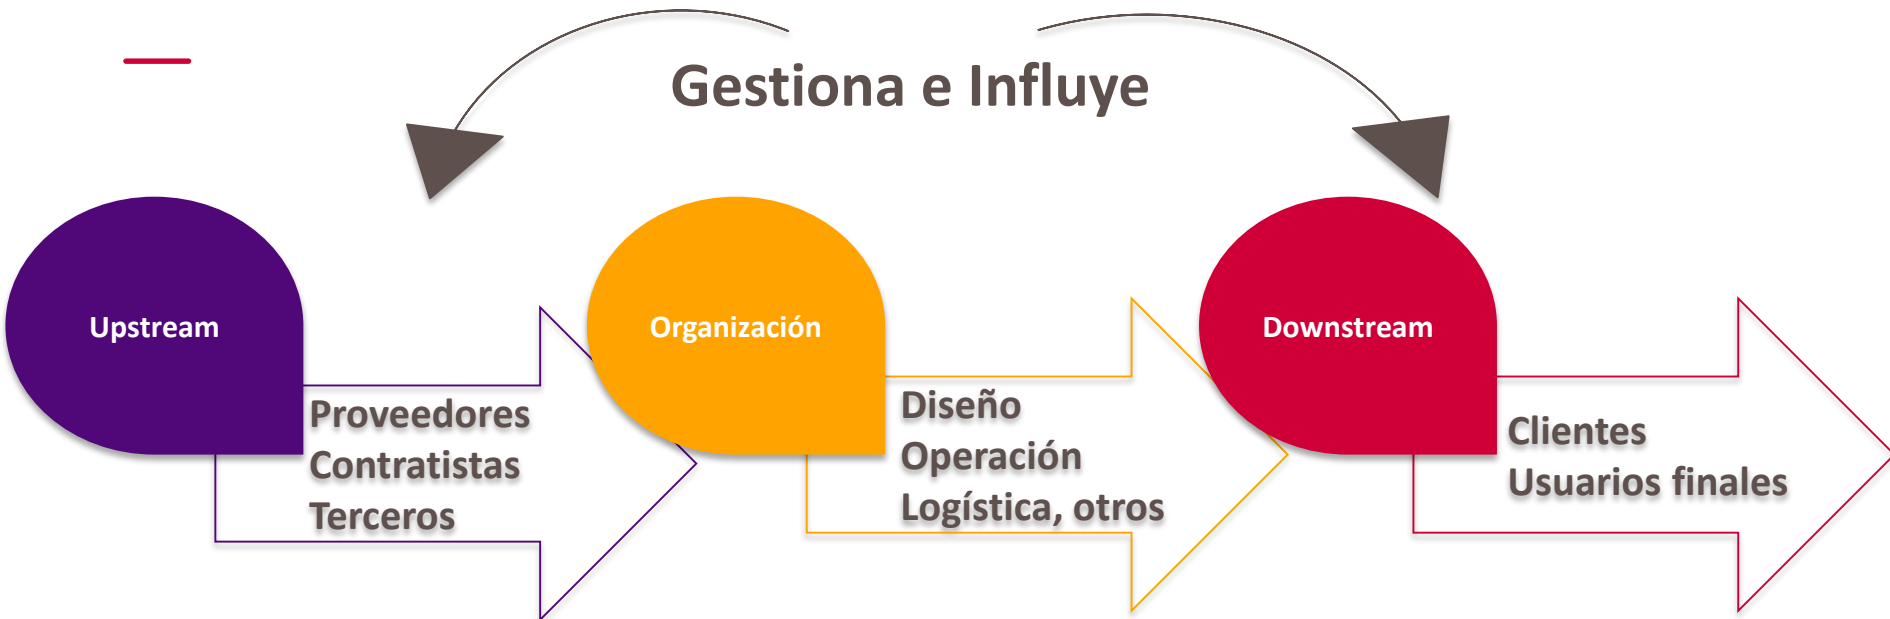 Gestiona e Influye
Upstream
Proveedores
Contratistas
Terceros
Organización
Diseño
Operación
Logística, otros
Downstream
Clientes
Usuarios finales